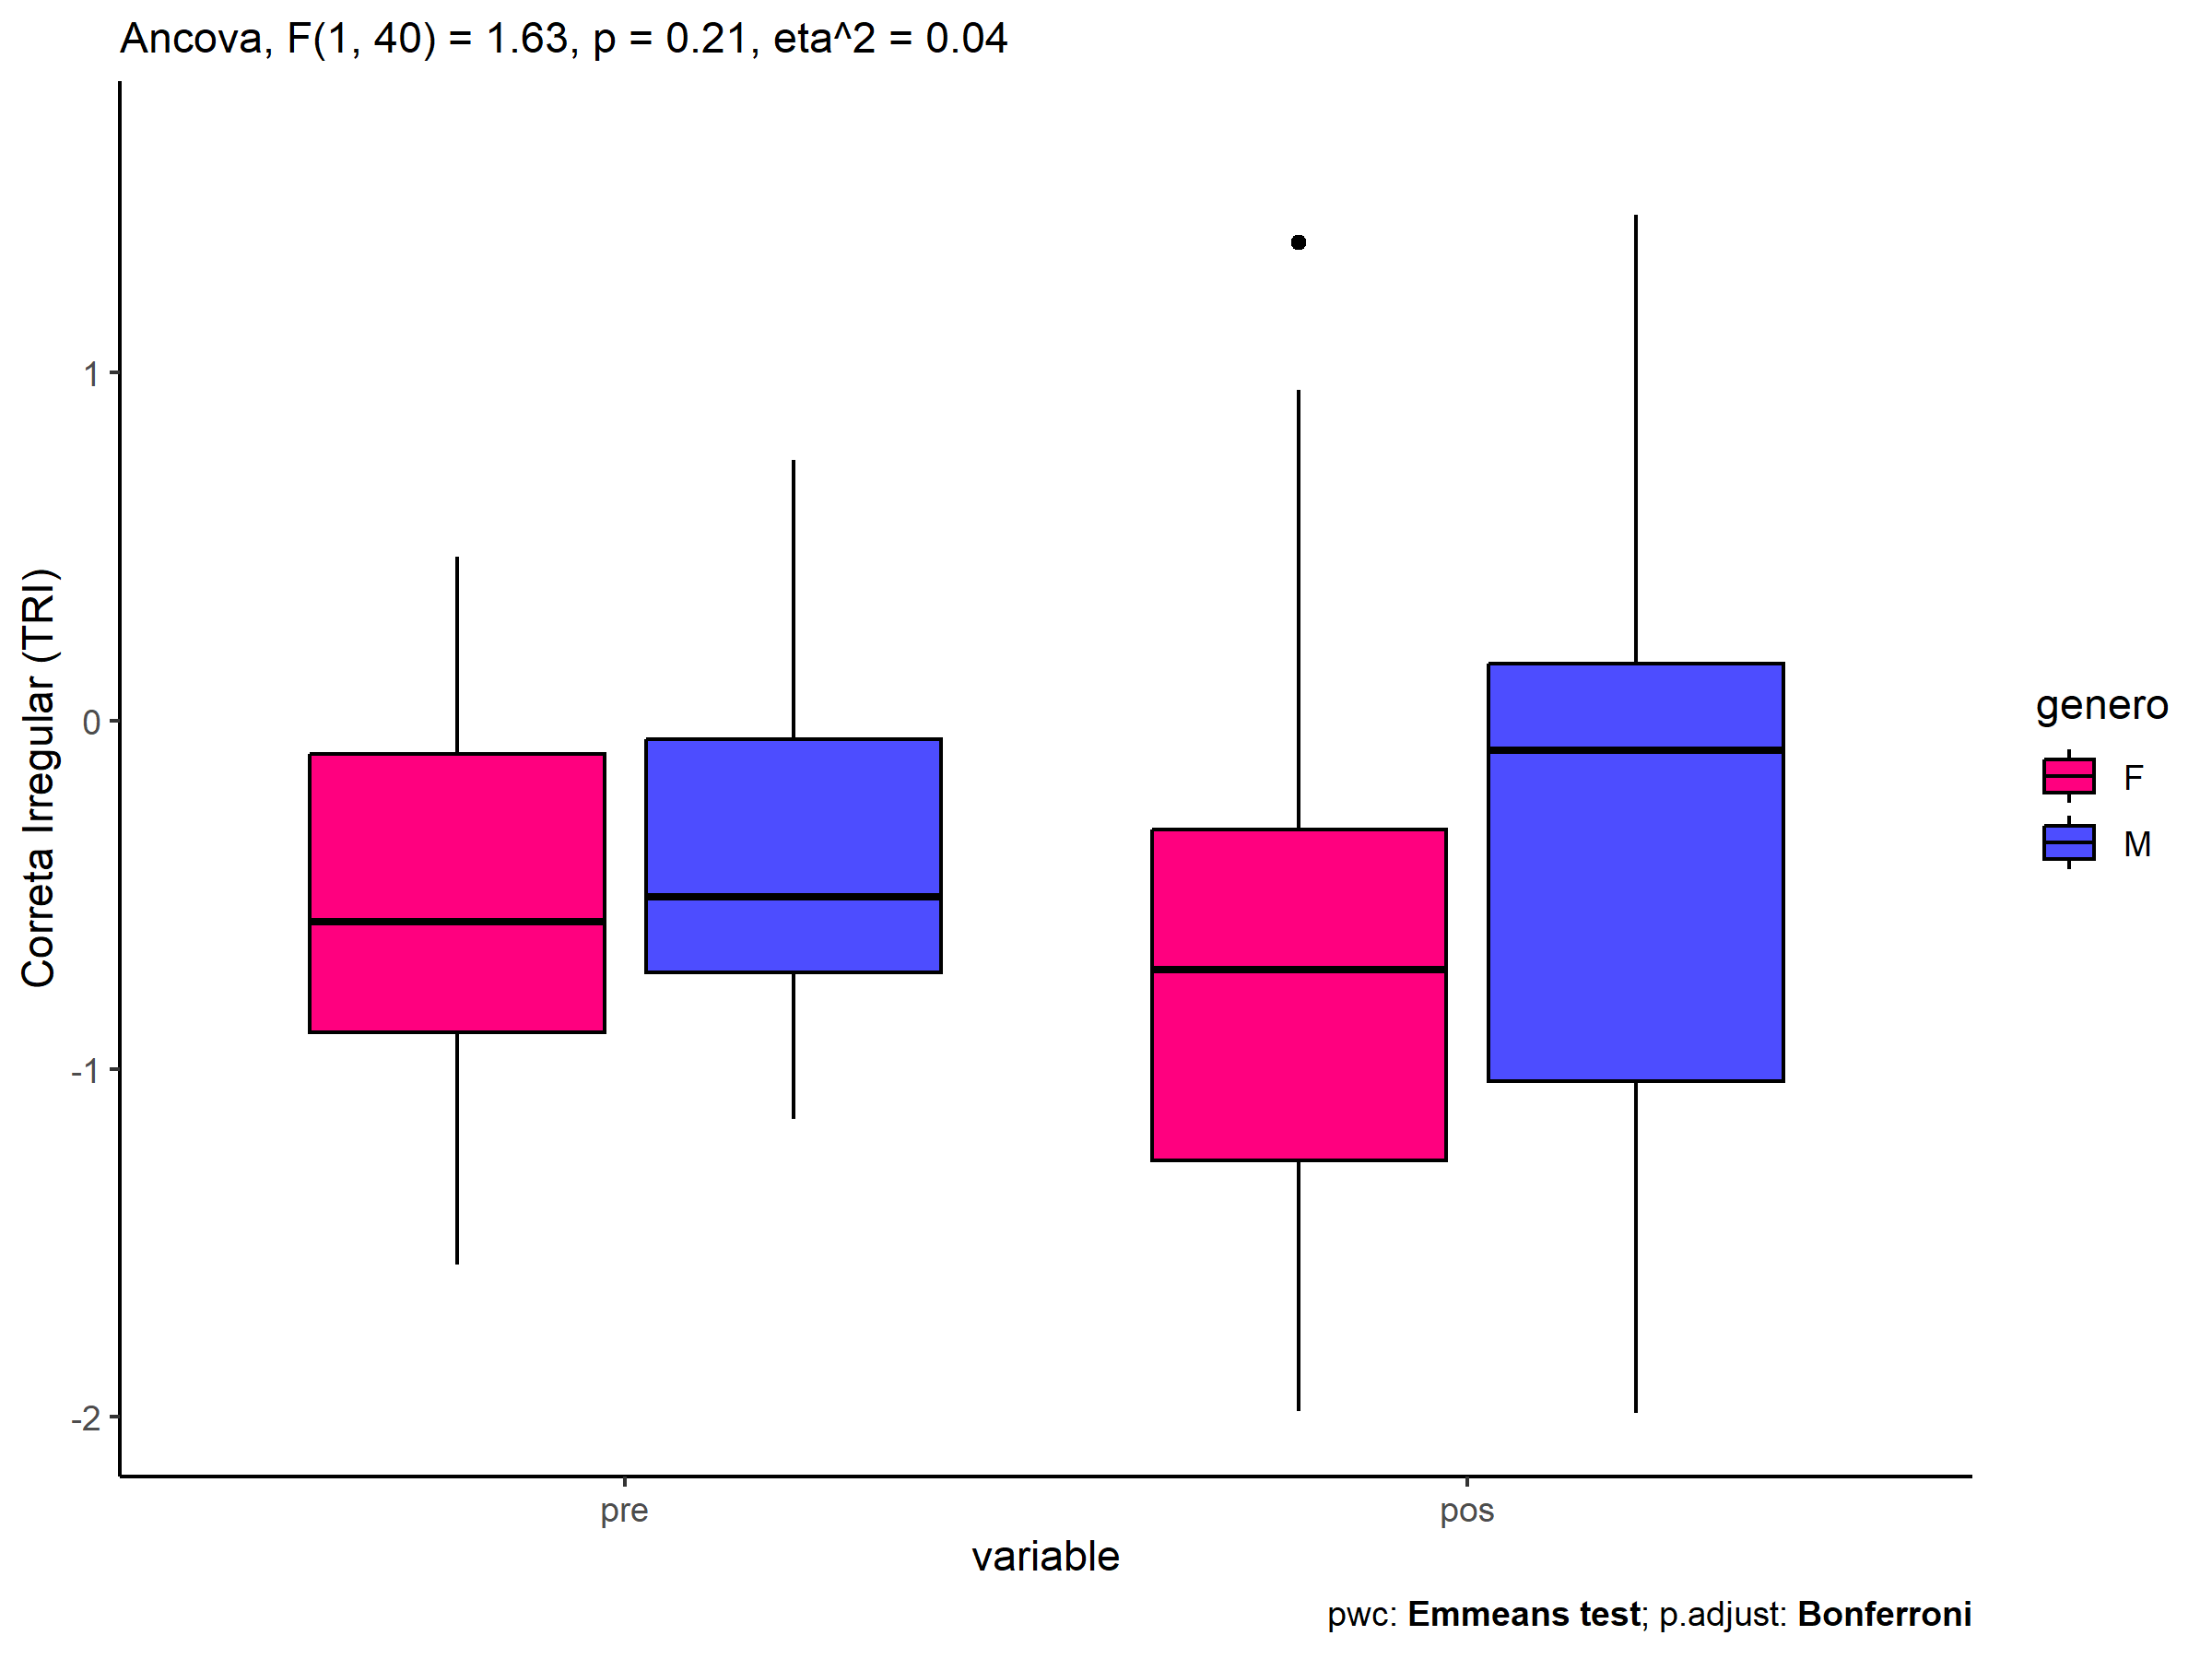 Ancova, F(1, 40) = 1.63, p = 0.21, eta^2 = 0.04
Correta Irregular (TRI)
1
0
-1
-2
pre
pos
variable
genero
F
M
pwc: Emmeans test; p.adjust: Bonferroni